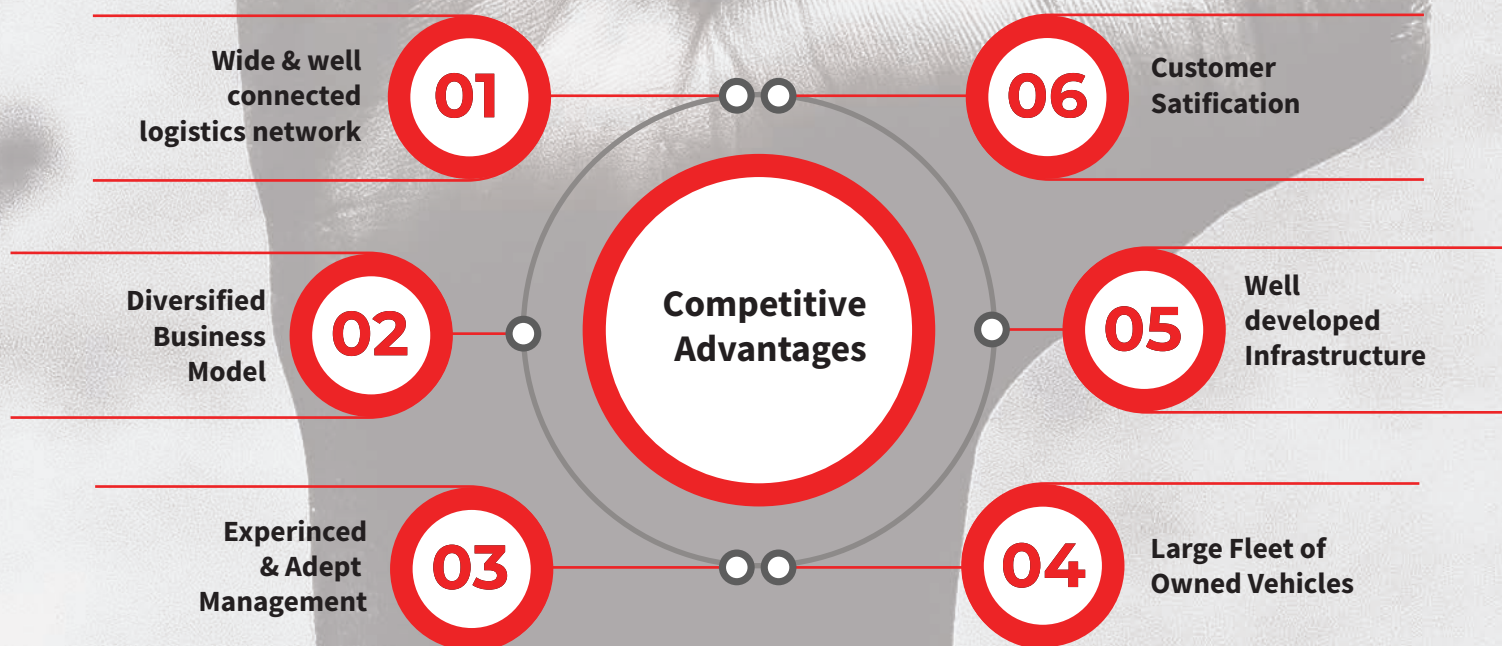 01
Wide & well
connected
logistics network
02
Diversified
Business
Model
03
Experinced
& Adept
Management
Competitive
Advantages
06
Customer
Satification
05
Well
developed
Infrastructure
04
Large Fleet of
Owned Vehicles